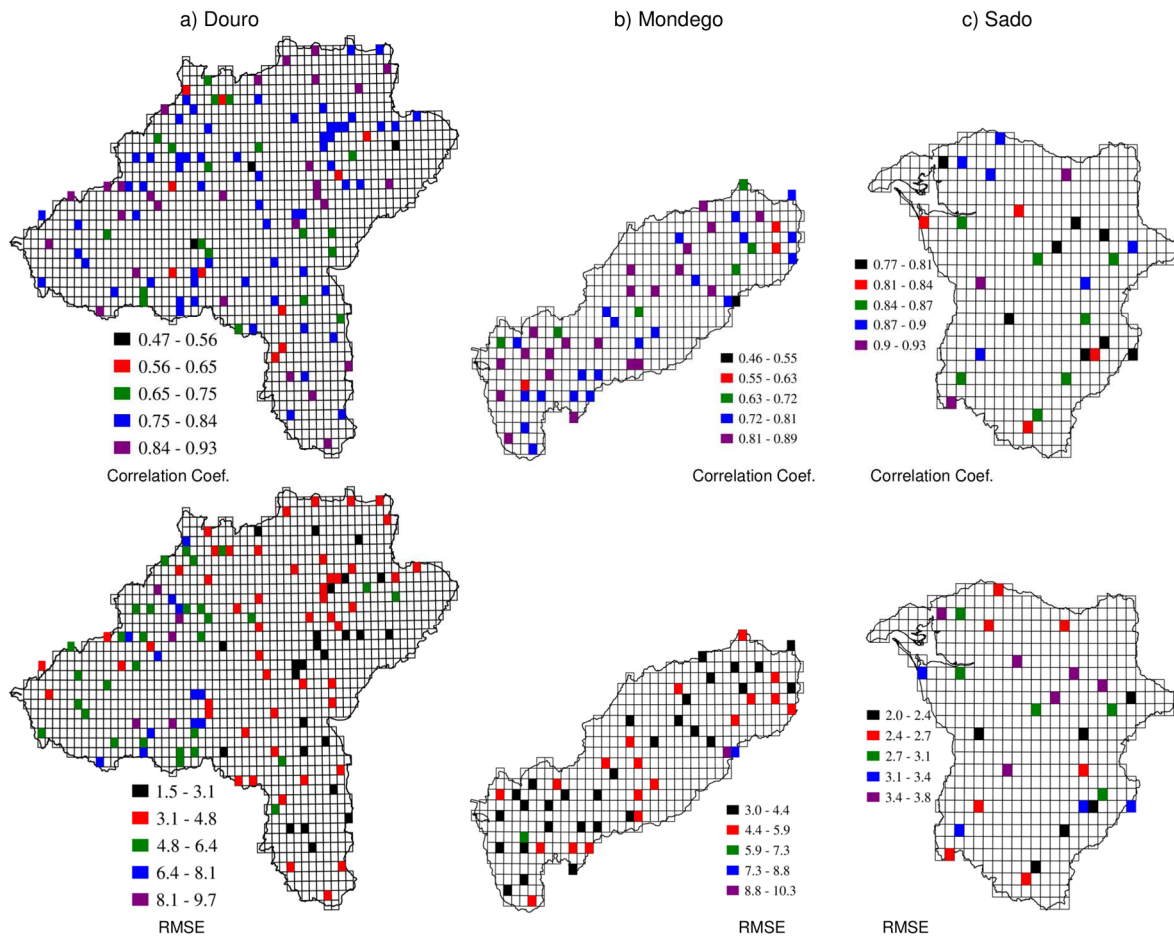 a) Douro
b) Mondego
c) Sado
0.47 - 0.56
0.56 - 0.65
0.65 - 0.75
0.75 - 0.84
0.84 - 0.93
Correlation Coef.
0.46 - 0.55
0.55 - 0.63
0.63 - 0.72
0.72 - 0.81
0.81 - 0.89
Correlation Coef.
0.77 - 0.81
0.81 - 0.84
0.84 - 0.87
0.87 - 0.9
0.9 - 0.93
Correlation Coef.
1.5 - 3.1
3.1 - 4.8
4.8 - 6.4
6.4 - 8.1
8.1 - 9.7
RMSE
3.0 - 4.4
4.4 - 5.9
5.9 - 7.3
7.3 - 8.8
8.8 - 10.3
RMSE
2.0 - 2.4
2.4 - 2.7
2.7 - 3.1
3.1 - 3.4
3.4 - 3.8
RMSE